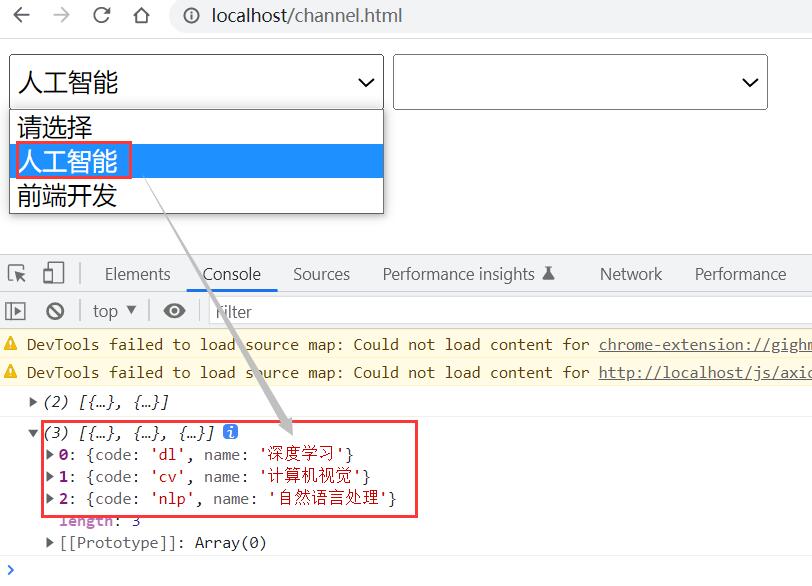 localhost/channel.html
人工智能
请选择
人工智能
前端开发
Elements Console Sources Performance insights Network Performance
top Filter
DevTools failed to load source map: Could not load content for chrome-extension://gighm
DevTools failed to load source map: Could not load content for http://localhost/js/axio
(2) [{…}, {…}]
(3) [{…}, {…}, {…}] i
0: {code: 'dl', name: '深度学习'}
1: {code: 'cv', name: '计算机视觉'}
2: {code: 'nlp', name: '自然语言处理'}
length: 3
[[Prototype]]: Array(0)